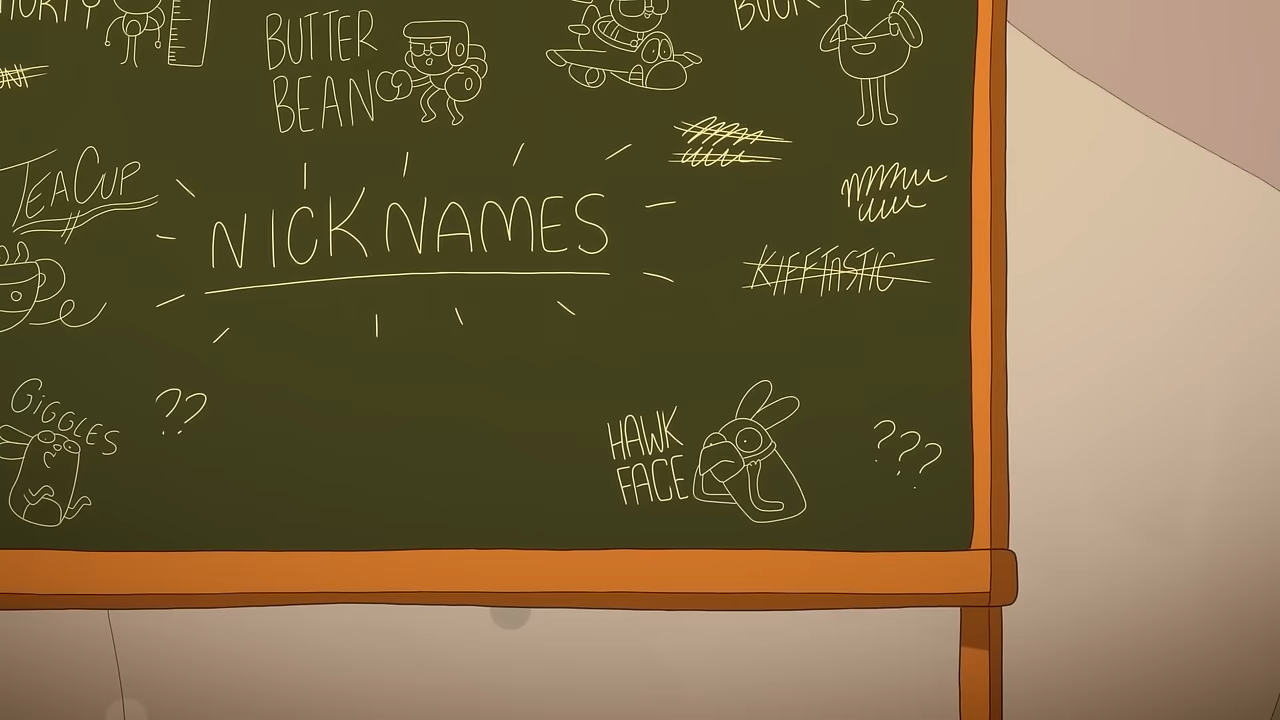 BUTTER
BEAN
TEACUP
NICKNAMES
KIFFTASTIC
GIGGLES
??
HAWK
FACE
???